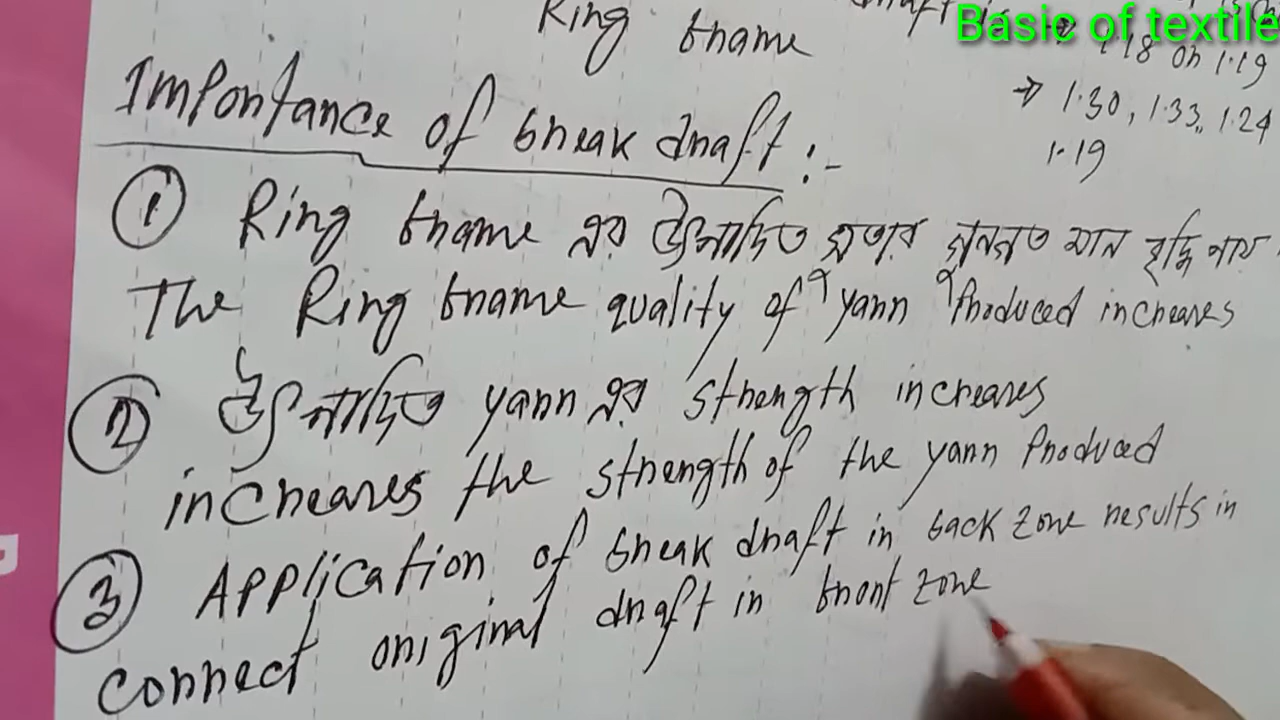 Basic of textile
Ring frame draft
1.18 or 1.19
→ 1.30, 1.33, 1.24
1.19
Importance of break draft :-
① Ring frame এর উৎপাদিত সুতার গুনগত মান বৃদ্ধি পায়
The Ring frame quality of yarn Produced increases
② উৎপাদিত yarn এর strength increases
increases the strength of the yarn Produced
③ Application of break draft in back zone results in
correct original draft in front zone